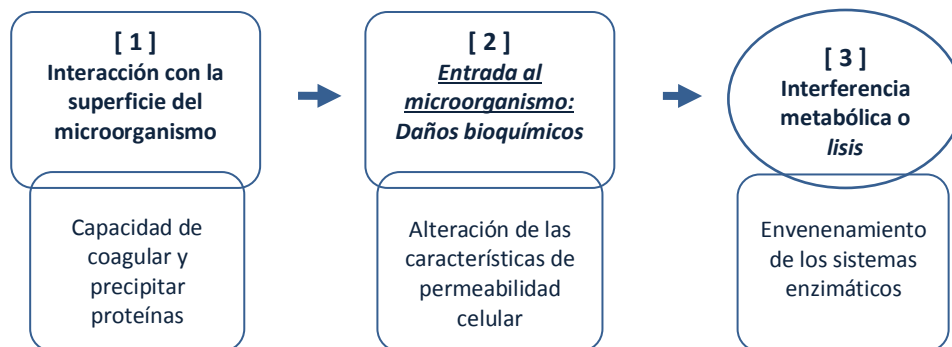 [ 1 ]
Interacción con la
superficie del
microorganismo
Capacidad de
coagular y
precipitar
proteínas
[ 2 ]
Entrada al
microorganismo:
Daños bioquímicos
Alteración de las
características de
permeabilidad
celular
[ 3 ]
Interferencia
metabólica o
lisis
Envenenamiento
de los sistemas
enzimáticos